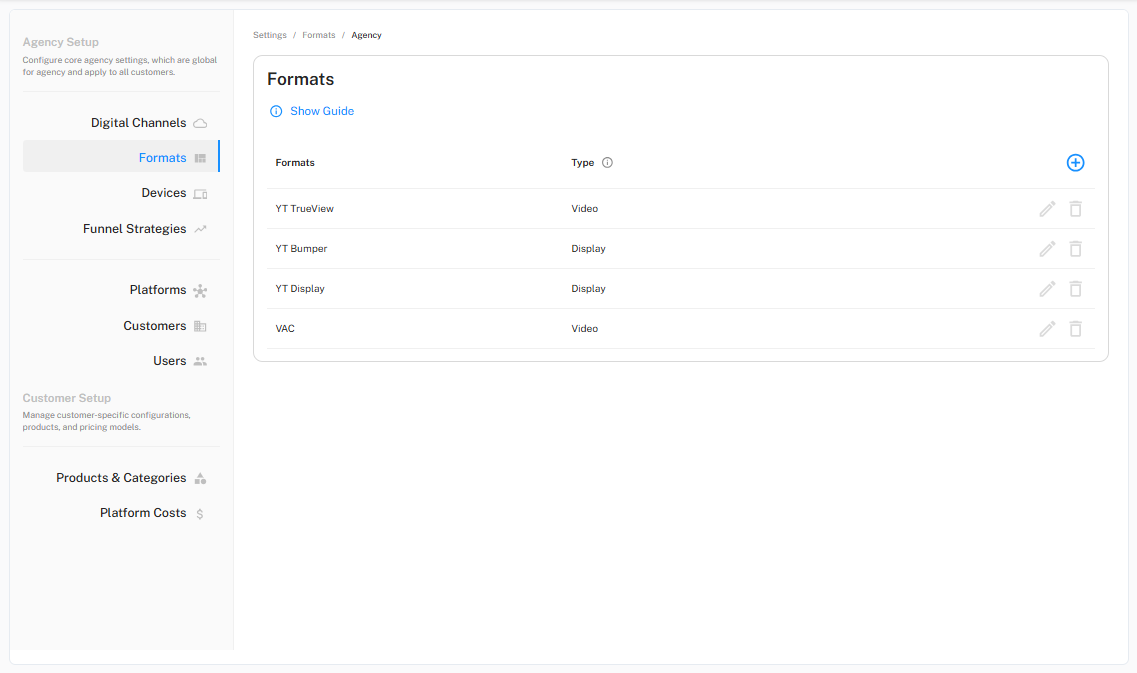 Agency Setup
Configure core agency settings, which are global
for agency and apply to all customers.
Digital Channels
Formats
Devices
Funnel Strategies
Platforms
Customers
Users
Customer Setup
Manage customer-specific configurations,
products, and pricing models.
Products & Categories
Platform Costs
Settings / Formats / Agency
Formats
Show Guide
Formats Type
YT TrueView Video
YT Bumper Display
YT Display Display
VAC Video